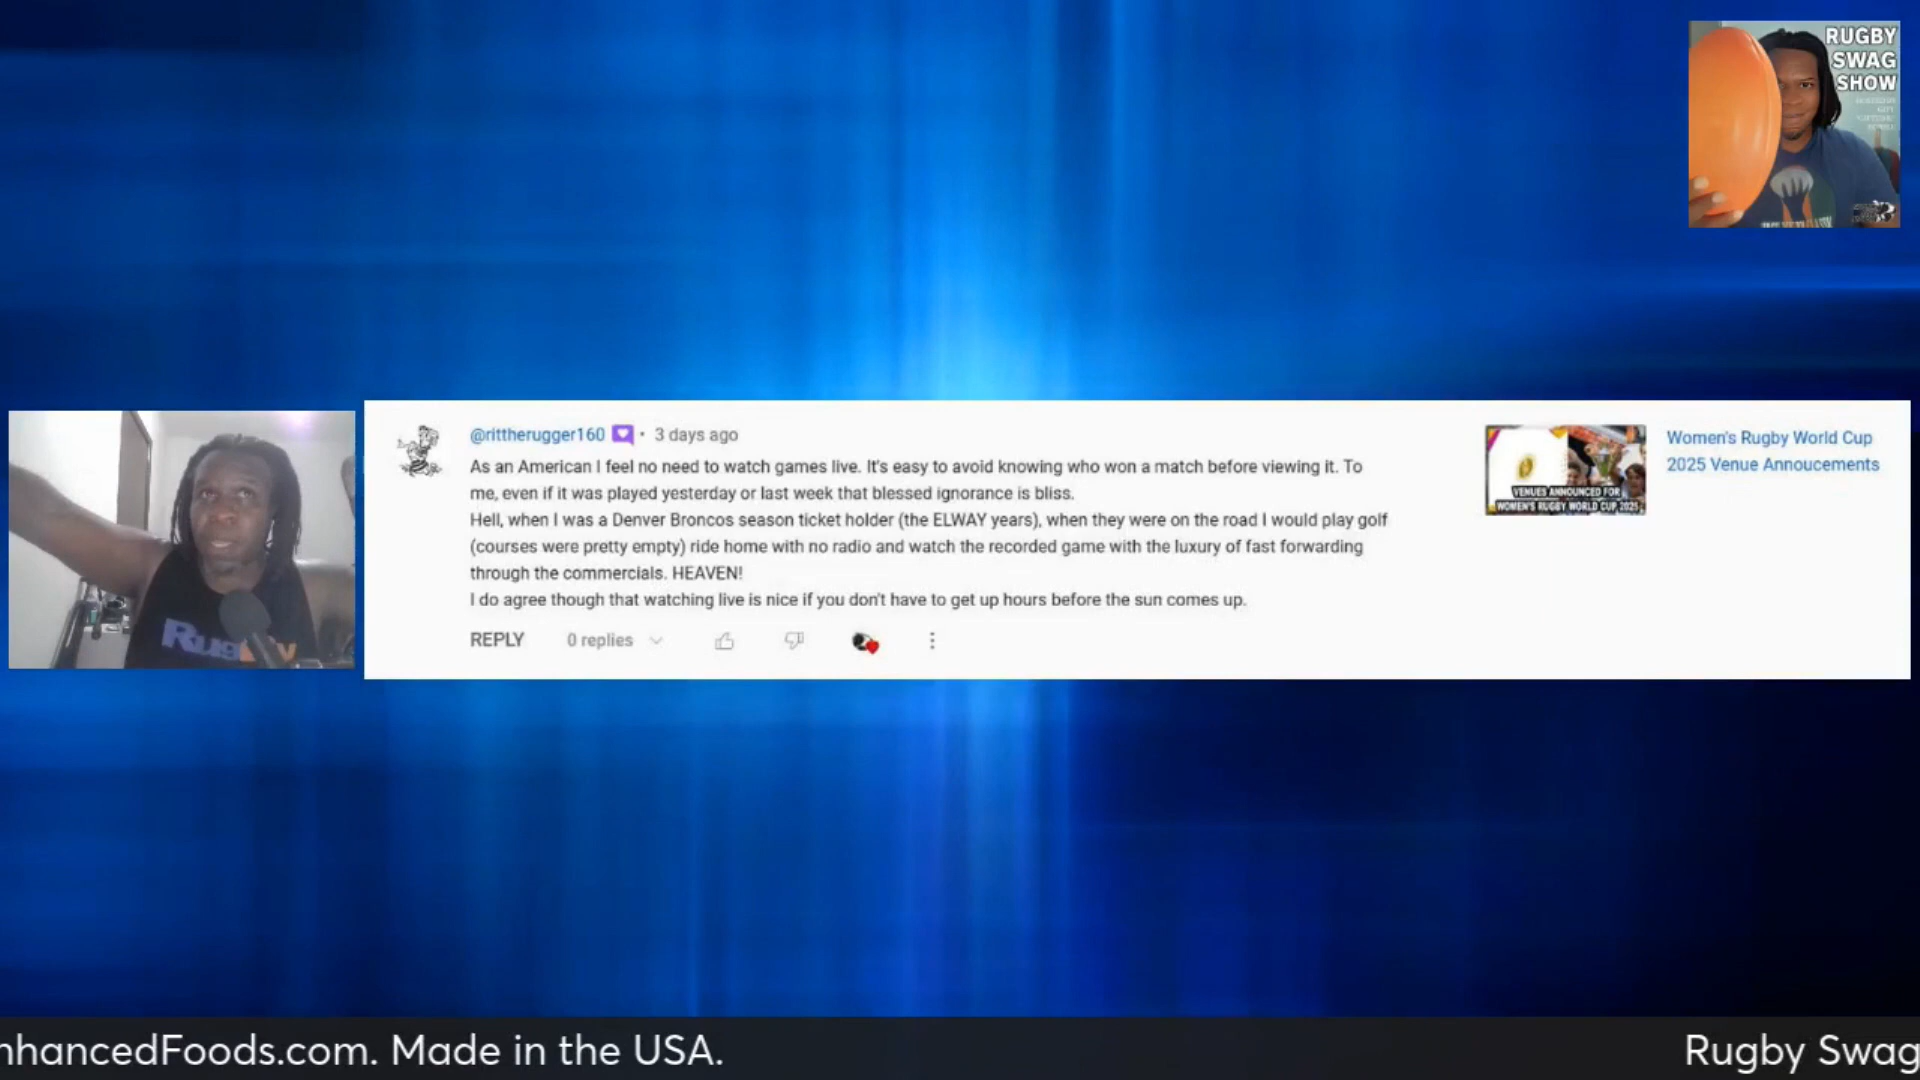 RUGBY
SWAG
SHOW
@rittherugger160 · 3 days ago
As an American I feel no need to watch games live. It's easy to avoid knowing who won a match before viewing it. To
me, even if it was played yesterday or last week that blessed ignorance is bliss.
Hell, when I was a Denver Broncos season ticket holder (the ELWAY years), when they were on the road I would play golf
(courses were pretty empty) ride home with no radio and watch the recorded game with the luxury of fast forwarding
through the commercials. HEAVEN!
I do agree though that watching live is nice if you don't have to get up hours before the sun comes up.
REPLY 0 replies
VENUES ANNOUNCED FOR
WOMEN'S RUGBY WORLD CUP 2025
Women's Rugby World Cup
2025 Venue Annoucements
nhancedFoods.com. Made in the USA.
Rugby Swag